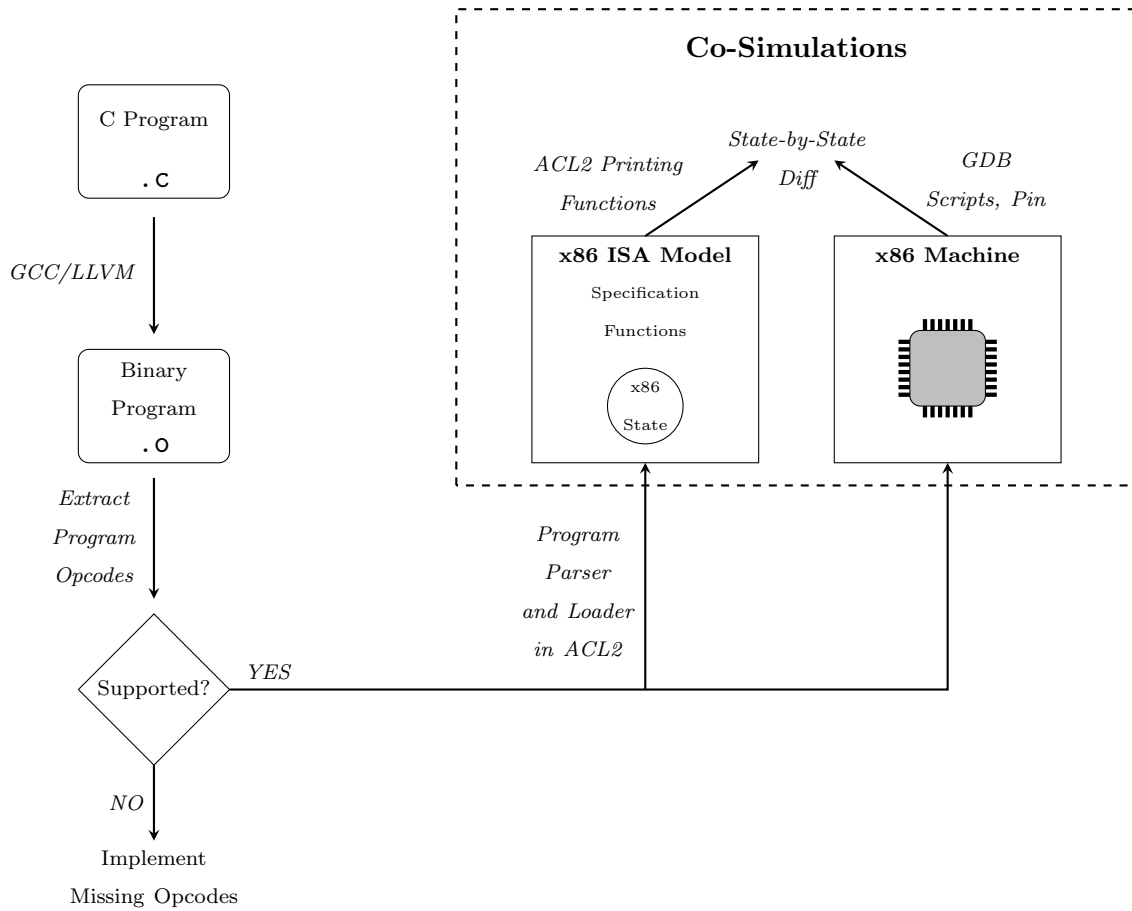 Co-Simulations
C Program
.c
GCC/LLVM
Binary
Program
.o
Extract
Program
Opcodes
Supported?
YES
NO
Implement
Missing Opcodes
State-by-State
Diff
ACL2 Printing
Functions
GDB
Scripts, Pin
x86 ISA Model
Specification
Functions
x86
State
x86 Machine
Program
Parser
and Loader
in ACL2